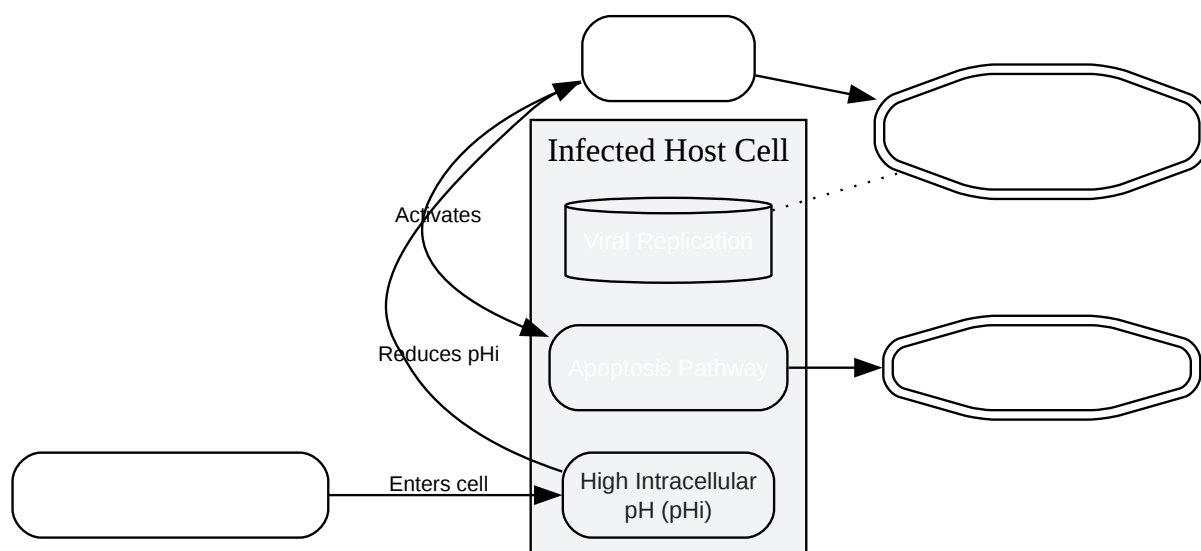 Infected Host Cell
Viral Replication
Activates
Reduces pHi
Apoptosis Pathway
Enters cell
High Intracellular
pH (pHi)